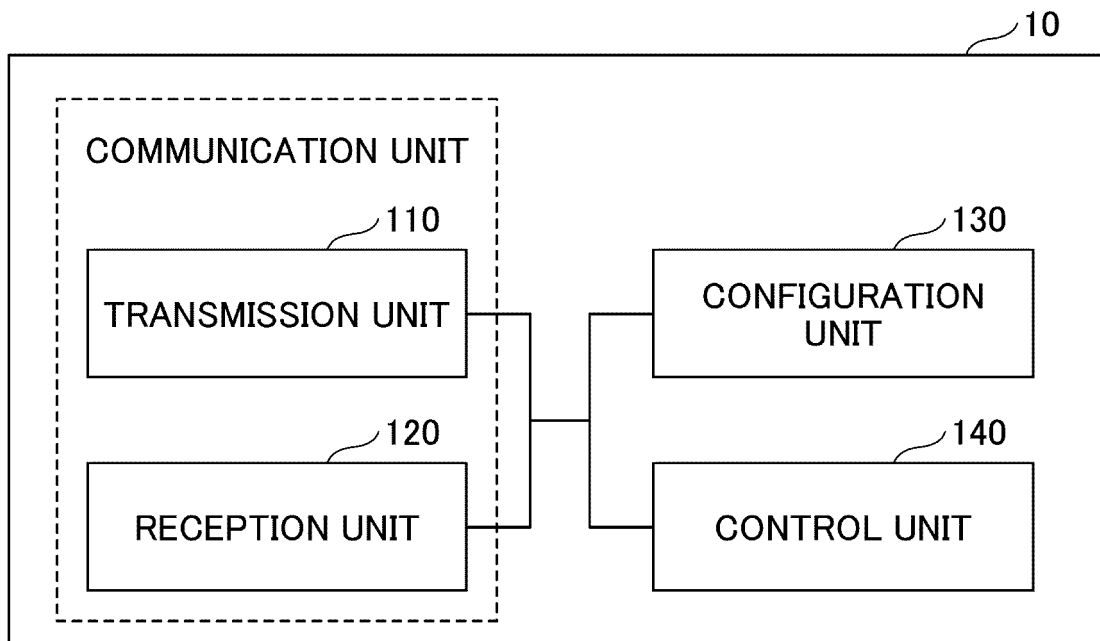 10
COMMUNICATION UNIT
110
TRANSMISSION UNIT
130
CONFIGURATION
UNIT
120
RECEPTION UNIT
140
CONTROL UNIT